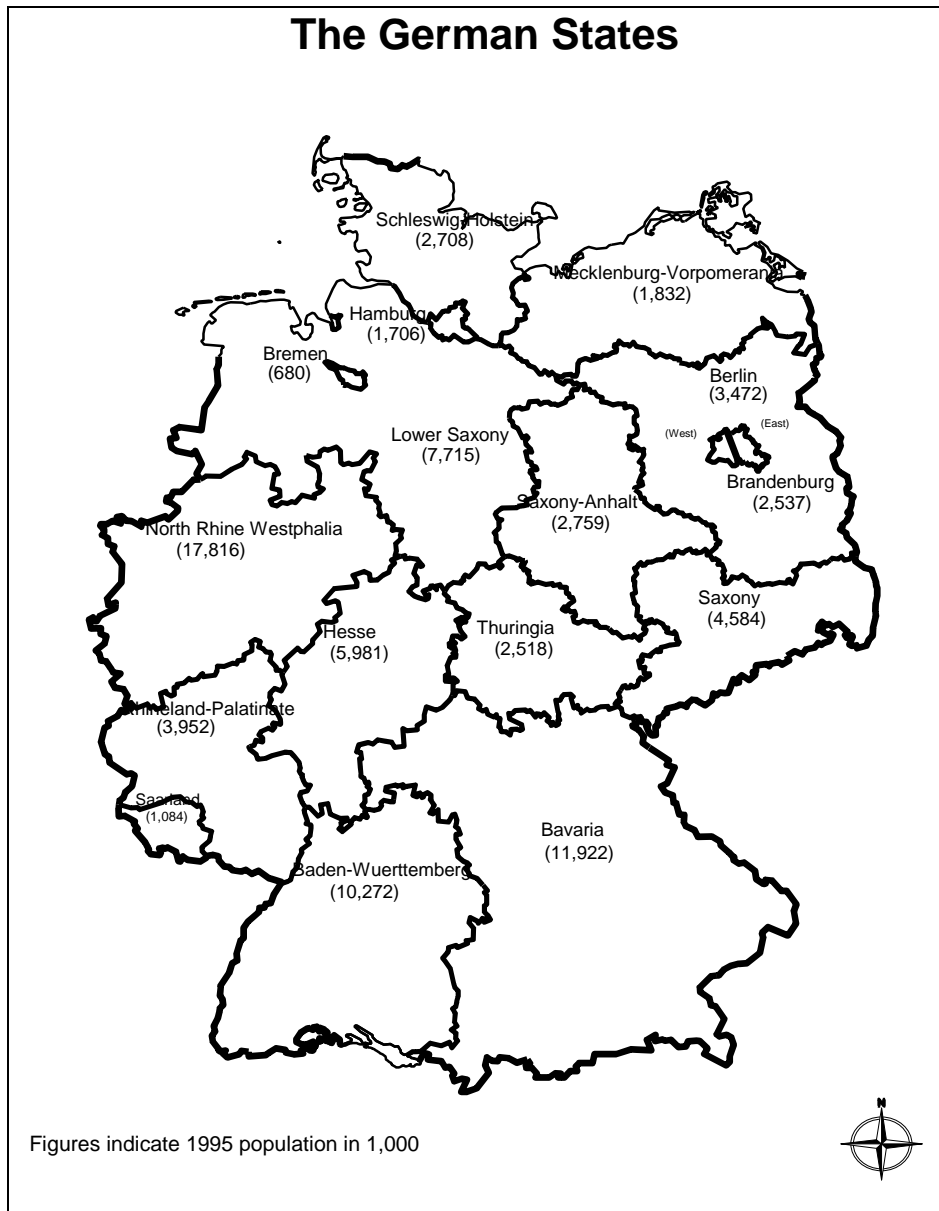 The German States
Schleswig-Holstein
(2,708)
Mecklenburg-Vorpomerania
(1,832)
Hamburg
(1,706)
Bremen
(680)
Berlin
(3,472)
(West)
(East)
Lower Saxony
(7,715)
Brandenburg
(2,537)
Saxony-Anhalt
(2,759)
North Rhine Westphalia
(17,816)
Saxony
(4,584)
Hesse
(5,981)
Thuringia
(2,518)
Rhineland-Palatinate
(3,952)
Saarland
(1,084)
Bavaria
(11,922)
Baden-Wuerttemberg
(10,272)
N
Figures indicate 1995 population in 1,000